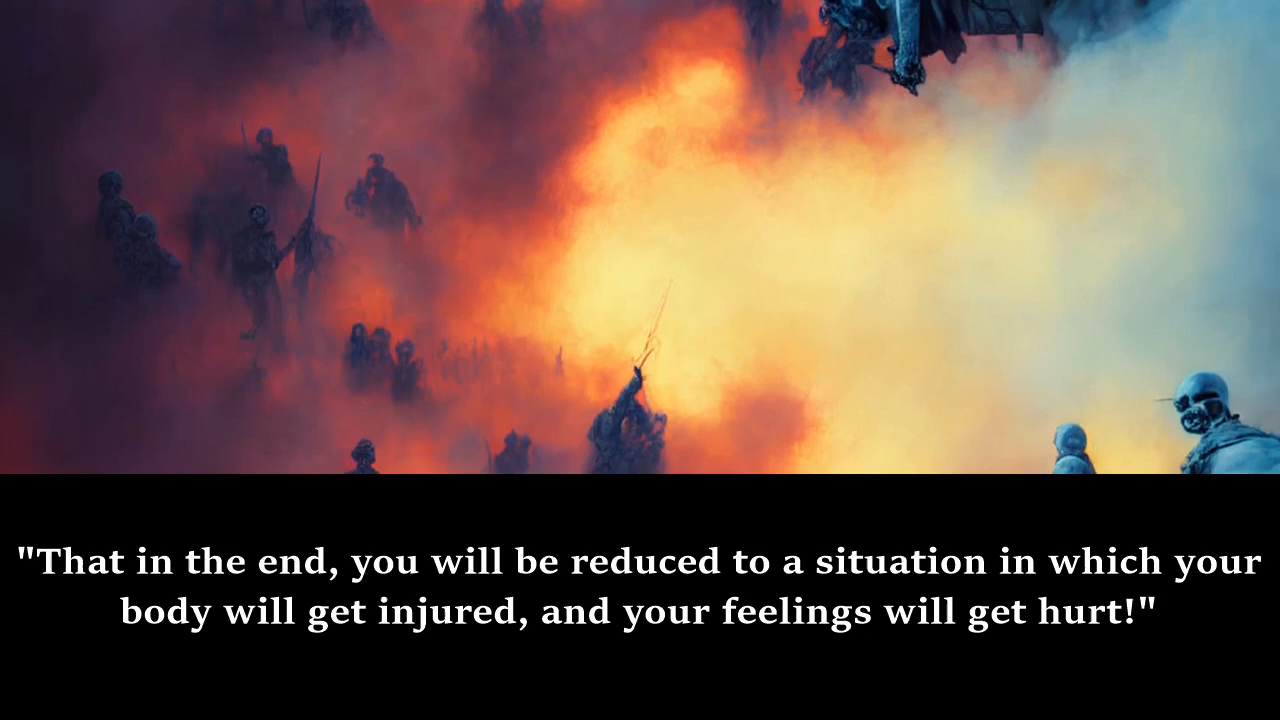 "That in the end, you will be reduced to a situation in which your
body will get injured, and your feelings will get hurt!"